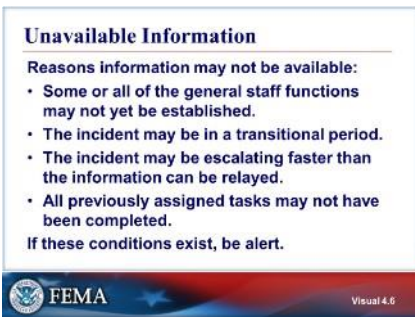 Unavailable Information
Reasons information may not be available:
• Some or all of the general staff functions
may not yet be established.
• The incident may be in a transitional period.
• The incident may be escalating faster than
the information can be relayed.
• All previously assigned tasks may not have
been completed.
If these conditions exist, be alert.
FEMA
Visual 4.6